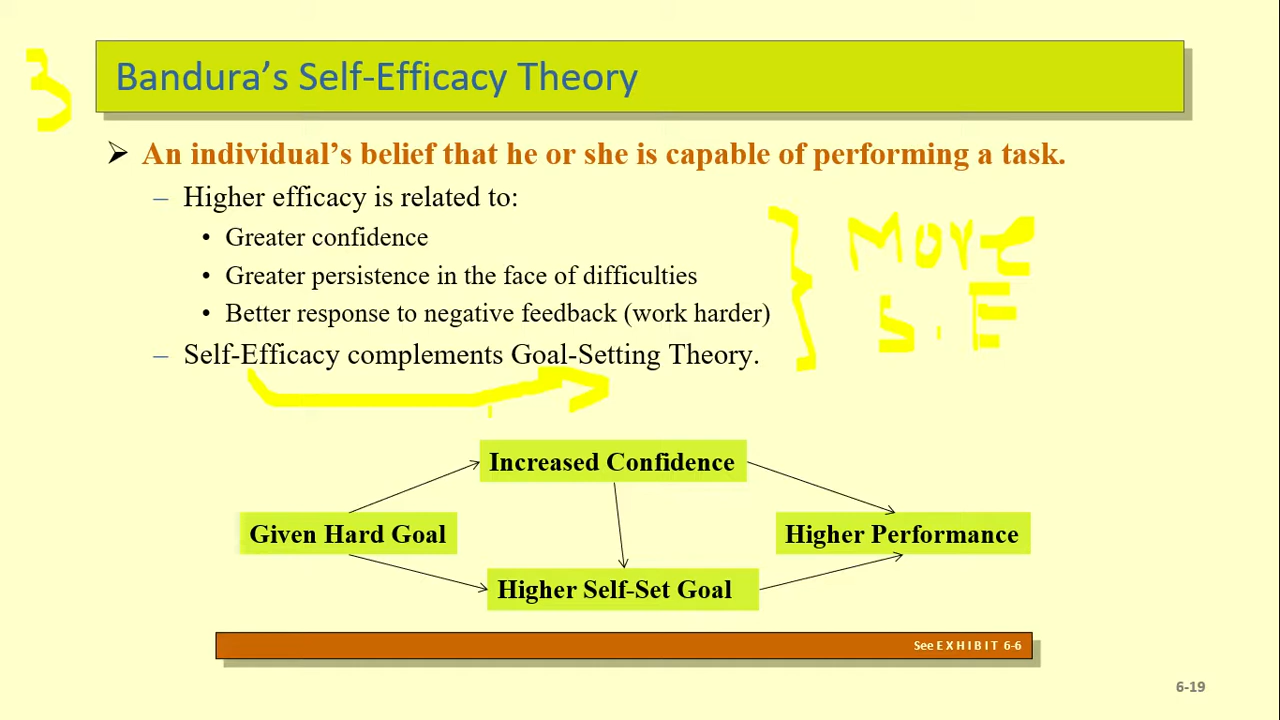 3
Bandura's Self-Efficacy Theory
➢ An individual's belief that he or she is capable of performing a task.
– Higher efficacy is related to:
• Greater confidence
• Greater persistence in the face of difficulties
• Better response to negative feedback (work harder)
– Self-Efficacy complements Goal-Setting Theory.
More
S.E
Increased Confidence
Given Hard Goal
Higher Performance
Higher Self-Set Goal
See EXHIBIT 6-6
6-19